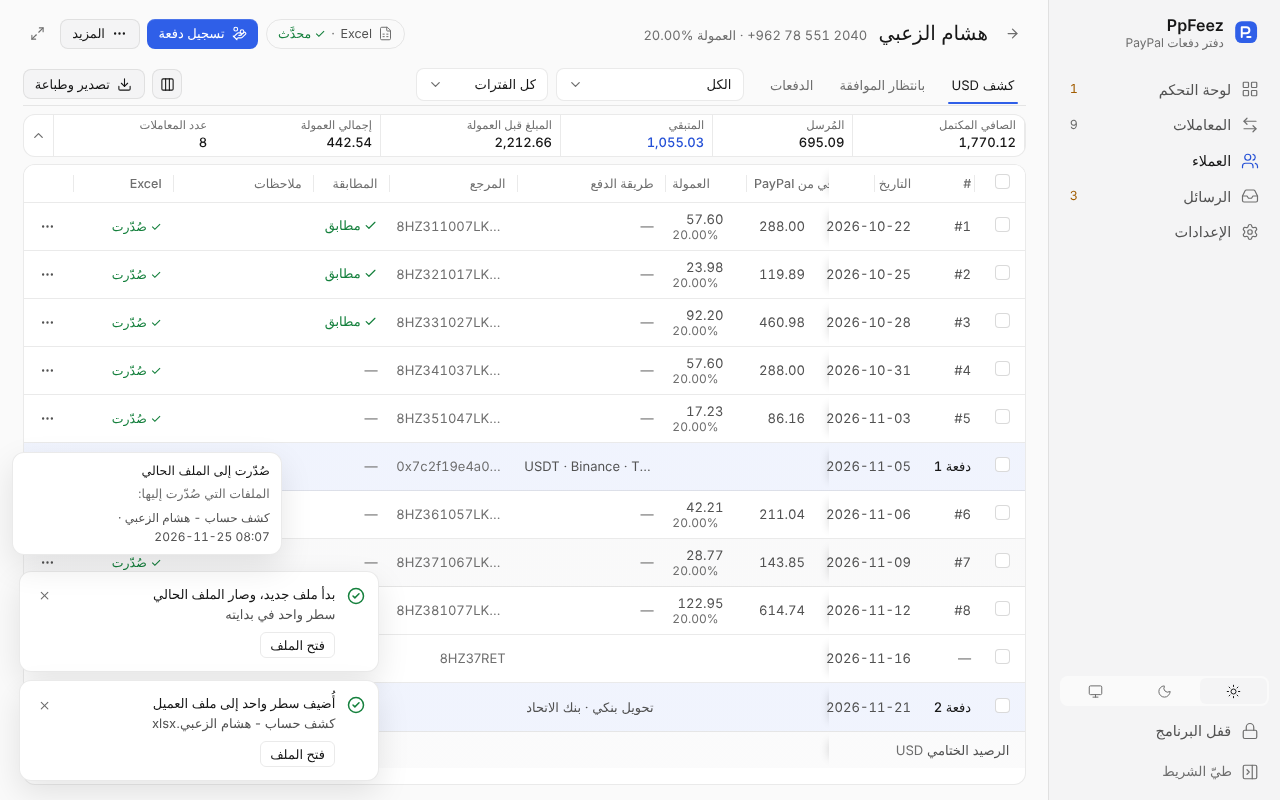 PpFeez
دفتر دفعات PayPal
لوحة التحكم 1
المعاملات 9
العملاء
الرسائل 3
الإعدادات
قفل البرنامج
طيّ الشريط
هشام الزعبي
+962 78 551 2040 · العمولة 20.00%
Excel · محدَّث
تسجيل دفعة
المزيد
كشف USD
بانتظار الموافقة
الدفعات
الكل
كل الفترات
تصدير وطباعة
الصافي المكتمل
1,770.12
المُرسل
695.09
المتبقي
1,055.03
المبلغ قبل العمولة
2,212.66
إجمالي العمولة
442.54
عدد المعاملات
8
# التاريخ ي من PayPal العمولة طريقة الدفع المرجع المطابقة ملاحظات Excel
#1 2026-10-22 288.00 57.60 20.00% — 8HZ311007LK... مطابق صُدّرت
#2 2026-10-25 119.89 23.98 20.00% — 8HZ321017LK... مطابق صُدّرت
#3 2026-10-28 460.98 92.20 20.00% — 8HZ331027LK... مطابق صُدّرت
#4 2026-10-31 288.00 57.60 20.00% — 8HZ341037LK... — صُدّرت
#5 2026-11-03 86.16 17.23 20.00% — 8HZ351047LK... — صُدّرت
دفعة 1 2026-11-05 USDT · Binance · T... 0x7c2f19e4a0... —
#6 2026-11-06 211.04 42.21 20.00% — 8HZ361057LK... —
#7 2026-11-09 143.85 28.77 20.00% — 8HZ371067LK... — صُدّرت
#8 2026-11-12 614.74 122.95 20.00% — 8HZ381077LK...
— 2026-11-16 8HZ37RET
دفعة 2 2026-11-21 تحويل بنكي · بنك الاتحاد
الرصيد الختامي USD
صُدّرت إلى الملف الحالي
الملفات التي صُدّرت إليها:
كشف حساب - هشام الزعبي ·
2026-11-25 08:07
بدأ ملف جديد، وصار الملف الحالي
سطر واحد في بدايته
فتح الملف
أُضيف سطر واحد إلى ملف العميل
كشف حساب - هشام الزعبي.xlsx
فتح الملف